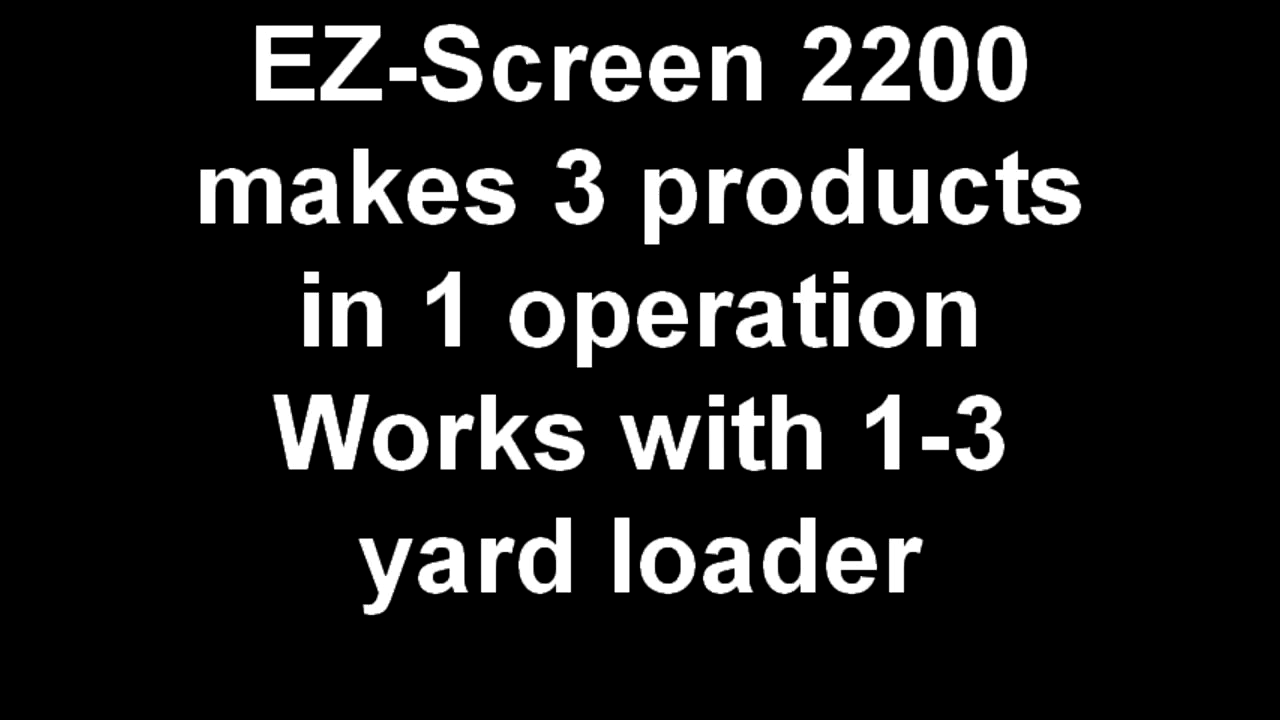 EZ-Screen 2200
makes 3 products
in 1 operation
Works with 1-3
yard loader